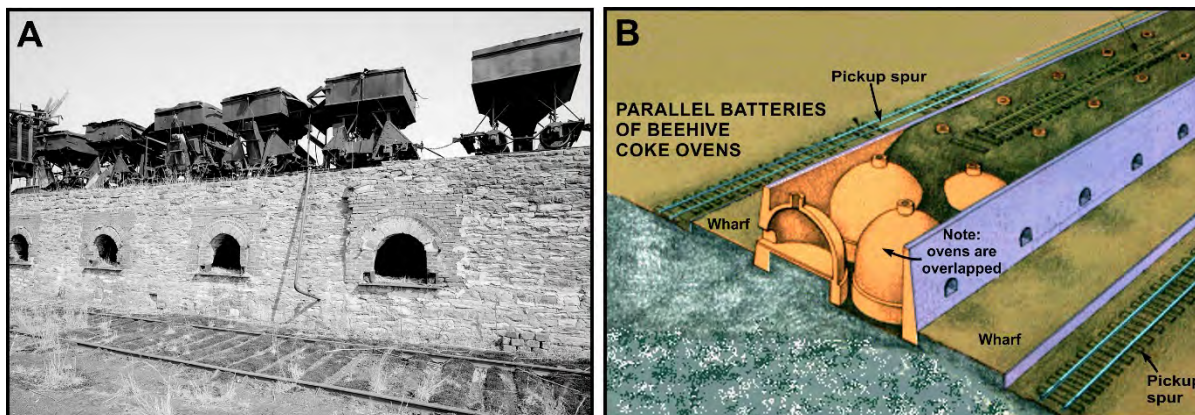 A
B
Pickup spur
PARALLEL BATTERIES
OF BEEHIVE
COKE OVENS
Wharf
Note:
ovens are
overlapped
Wharf
Pickup
spur